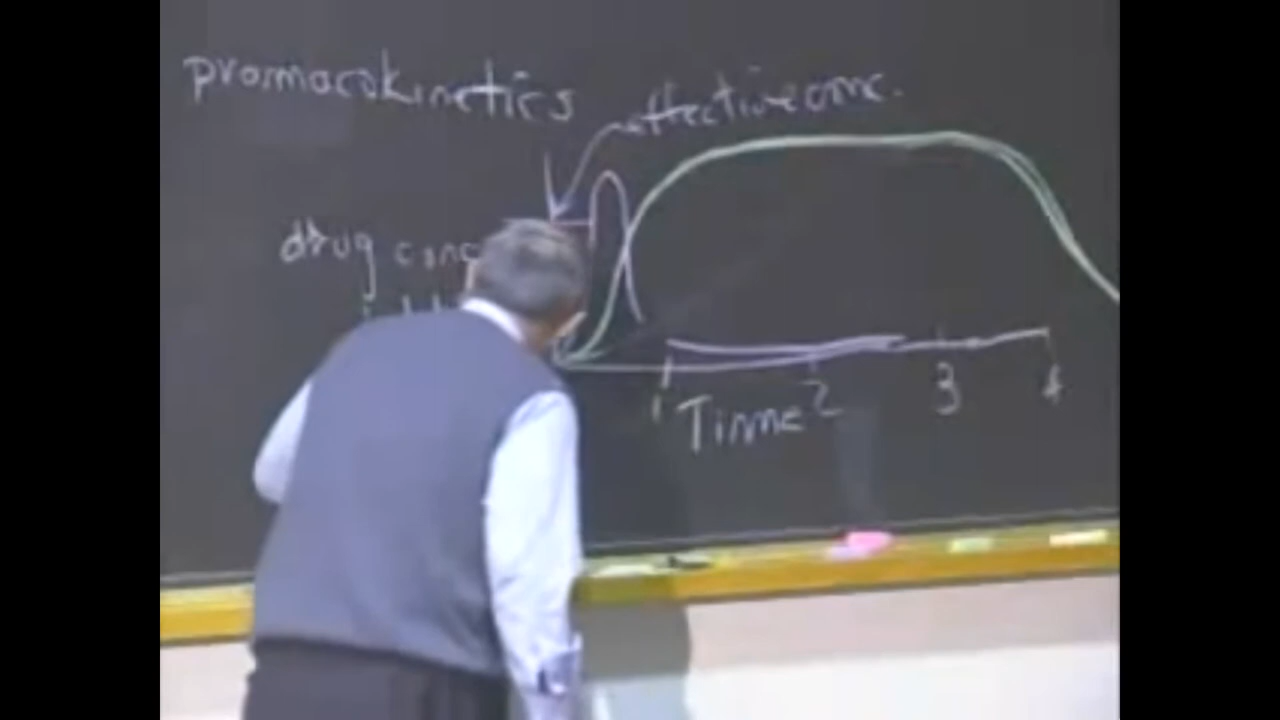 pramacokinetics
effective conc.
drug conc
1 2 3 4
Time